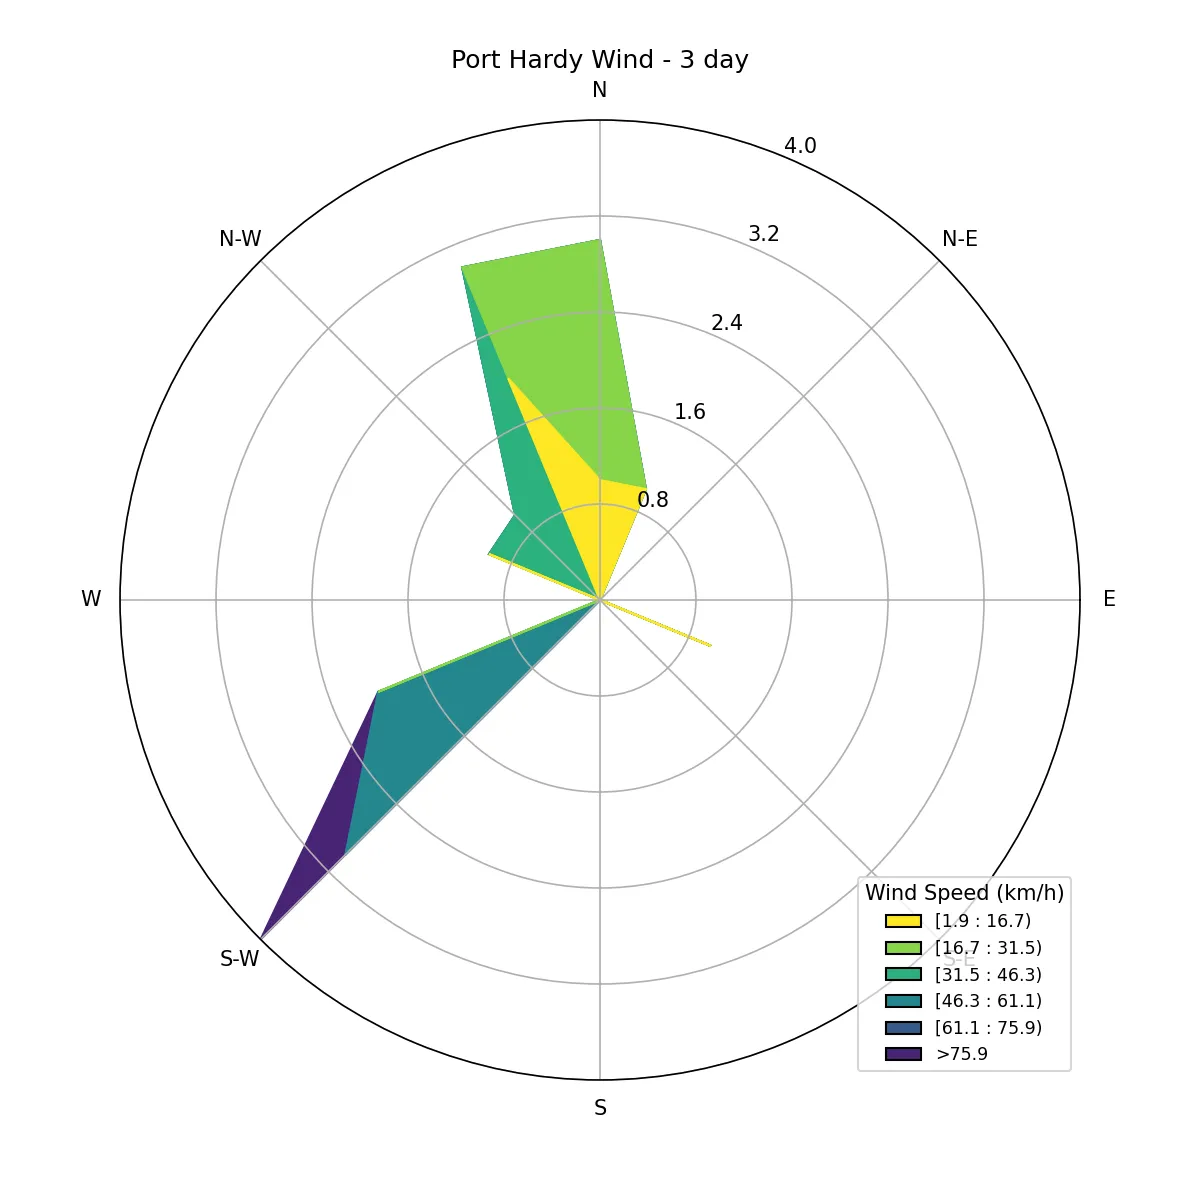 Port Hardy Wind - 3 day
N
4.0
N-W
3.2
N-E
2.4
1.6
0.8
W
E
S-W
S-E
S
Wind Speed (km/h)
[1.9 : 16.7)
[16.7 : 31.5)
[31.5 : 46.3)
[46.3 : 61.1)
[61.1 : 75.9)
>75.9